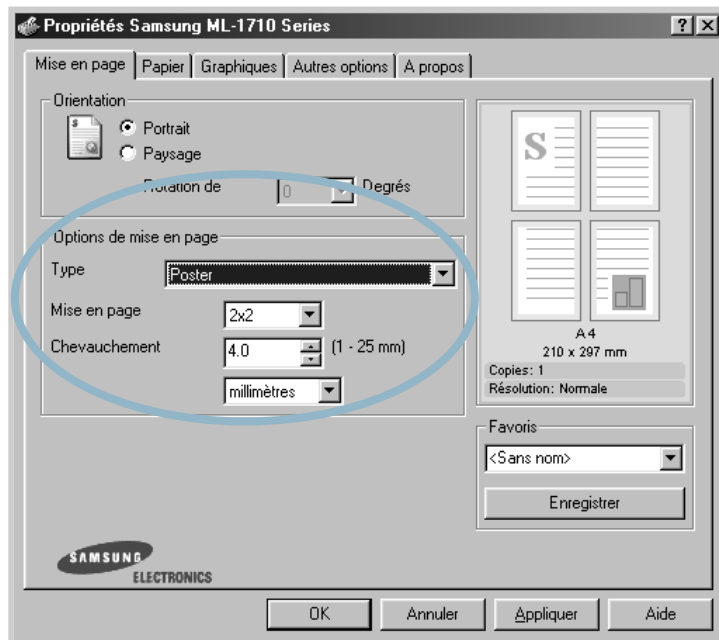 Propriétés Samsung ML-1710 Series
Mise en page Papier Graphiques Autres options A propos
Orientation
Portrait
Paysage
Rotation de 0 Degrés
Options de mise en page
Type Poster
Mise en page 2x2
Chevauchement 4.0 (1 - 25 mm)
millimètres
S
A4
210 x 297 mm
Copies: 1
Résolution: Normale
Favoris
<Sans nom>
Enregistrer
SAMSUNG
ELECTRONICS
OK Annuler Appliquer Aide